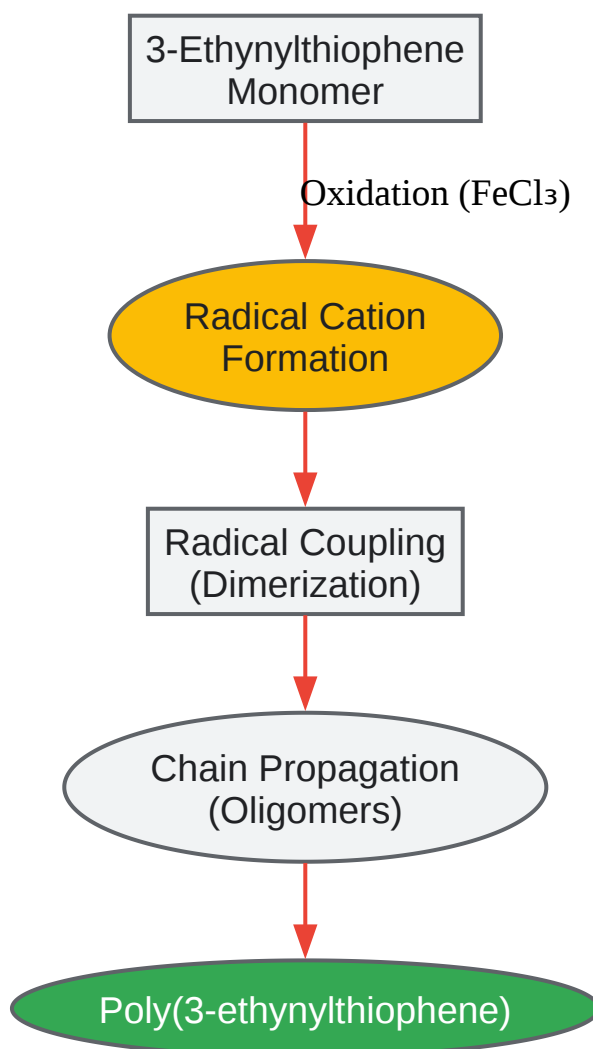 3-Ethynylthiophene
Monomer
Oxidation (FeCl₃)
Radical Cation
Formation
Radical Coupling
(Dimerization)
Chain Propagation
(Oligomers)
Poly(3-ethynylthiophene)